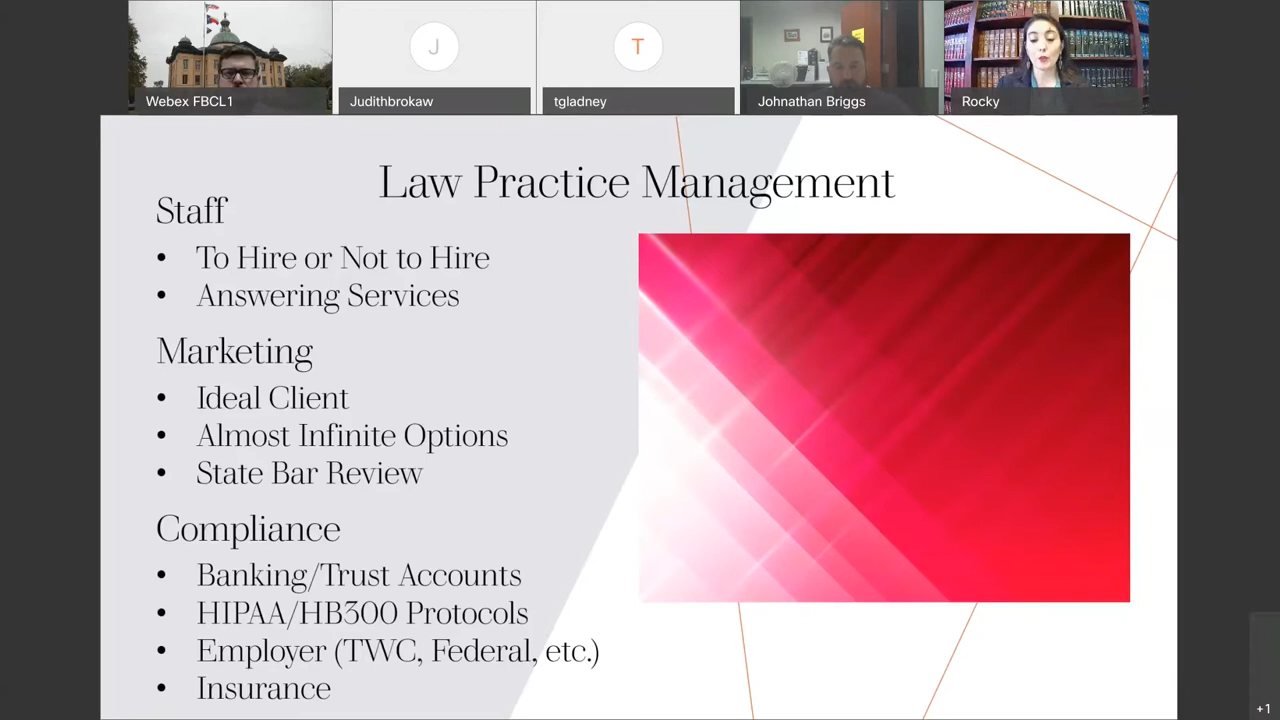 J
T
Webex FBCL1
Judithbrokaw
tgladney
Johnathan Briggs
Rocky
Law Practice Management
Staff
• To Hire or Not to Hire
• Answering Services
Marketing
• Ideal Client
• Almost Infinite Options
• State Bar Review
Compliance
• Banking/Trust Accounts
• HIPAA/HB300 Protocols
• Employer (TWC, Federal, etc.)
• Insurance
+1